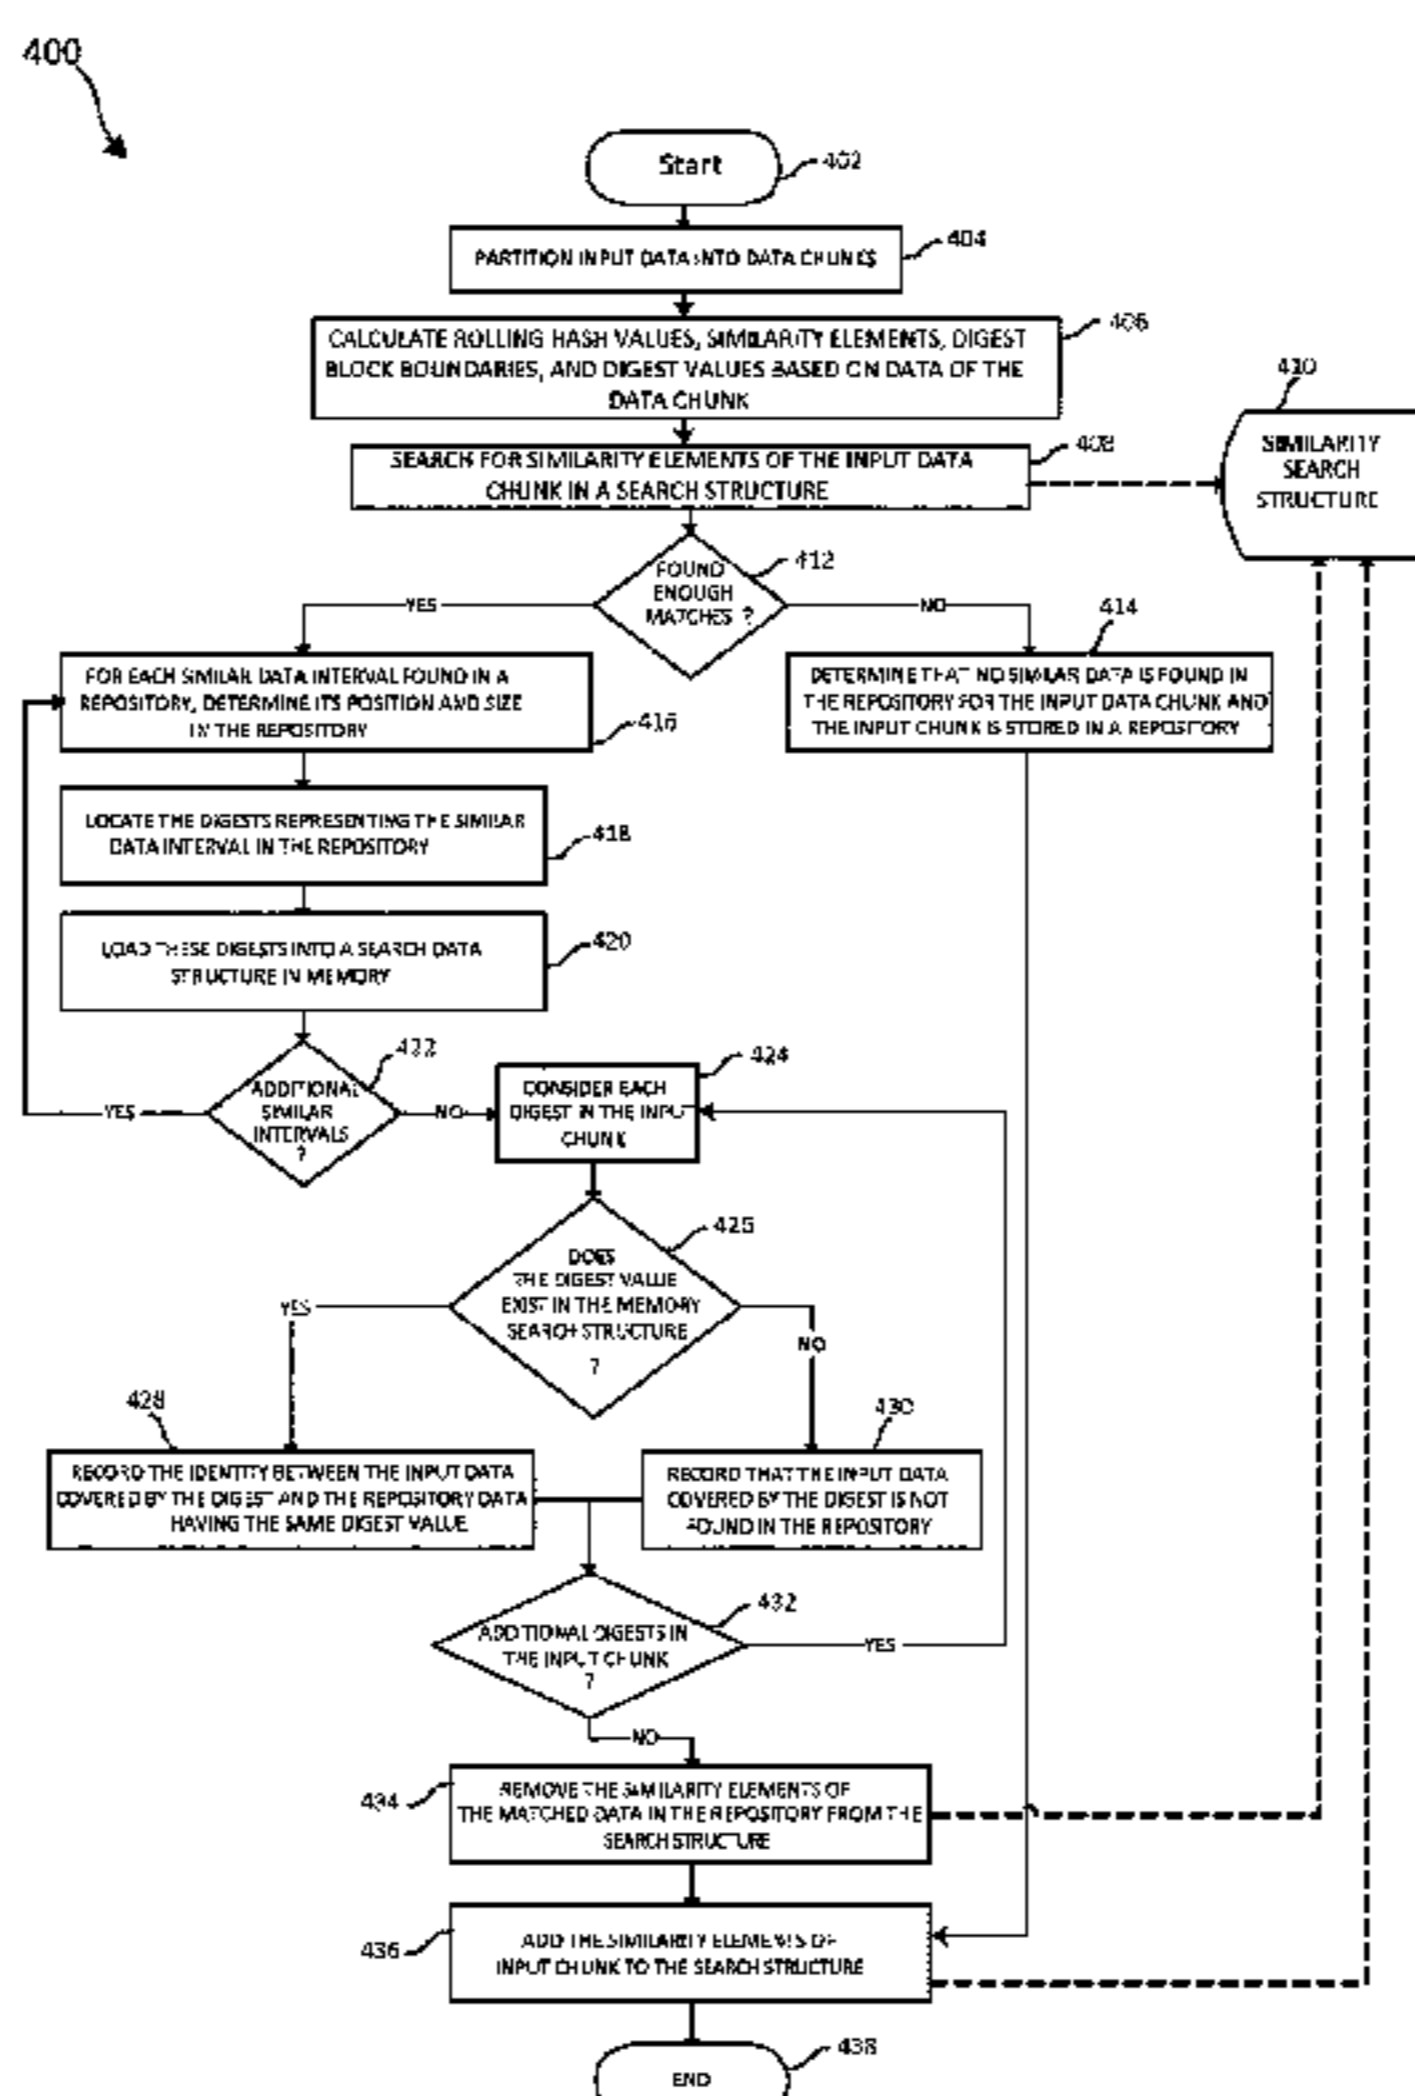 400
Start
402
PARTITION INPUT DATA INTO DATA CHUNKS
404
CALCULATE ROLLING HASH VALUES, SIMILARITY ELEMENTS, DIGEST
BLOCK BOUNDARIES, AND DIGEST VALUES BASED ON DATA OF THE
DATA CHUNK
406
SEARCH FOR SIMILARITY ELEMENTS OF THE INPUT DATA
CHUNK IN A SEARCH STRUCTURE
408
410
SIMILARITY
SEARCH
STRUCTURE
FOUND
ENOUGH
MATCHES ?
412
YES
NO
414
FOR EACH SIMILAR DATA INTERVAL FOUND IN A
REPOSITORY, DETERMINE ITS POSITION AND SIZE
IN THE REPOSITORY
416
DETERMINE THAT NO SIMILAR DATA IS FOUND IN
THE REPOSITORY FOR THE INPUT DATA CHUNK AND
THE INPUT CHUNK IS STORED IN A REPOSITORY
LOCATE THE DIGESTS REPRESENTING THE SIMILAR
DATA INTERVAL IN THE REPOSITORY
418
LOAD THESE DIGESTS INTO A SEARCH DATA
STRUCTURE IN MEMORY
420
ADDITIONAL
SIMILAR
INTERVALS
?
422
YES
NO
CONSIDER EACH
DIGEST IN THE INPUT
CHUNK
424
DOES
THE DIGEST VALUE
EXIST IN THE MEMORY
SEARCH STRUCTURE
?
426
YES
NO
428
RECORD THE IDENTITY BETWEEN THE INPUT DATA
COVERED BY THE DIGEST AND THE REPOSITORY DATA
HAVING THE SAME DIGEST VALUE
430
RECORD THAT THE INPUT DATA
COVERED BY THE DIGEST IS NOT
FOUND IN THE REPOSITORY
ADDITIONAL DIGESTS IN
THE INPUT CHUNK
?
432
YES
NO
434
REMOVE THE SIMILARITY ELEMENTS OF
THE MATCHED DATA IN THE REPOSITORY FROM THE
SEARCH STRUCTURE
436
ADD THE SIMILARITY ELEMENTS OF
INPUT CHUNK TO THE SEARCH STRUCTURE
END
438